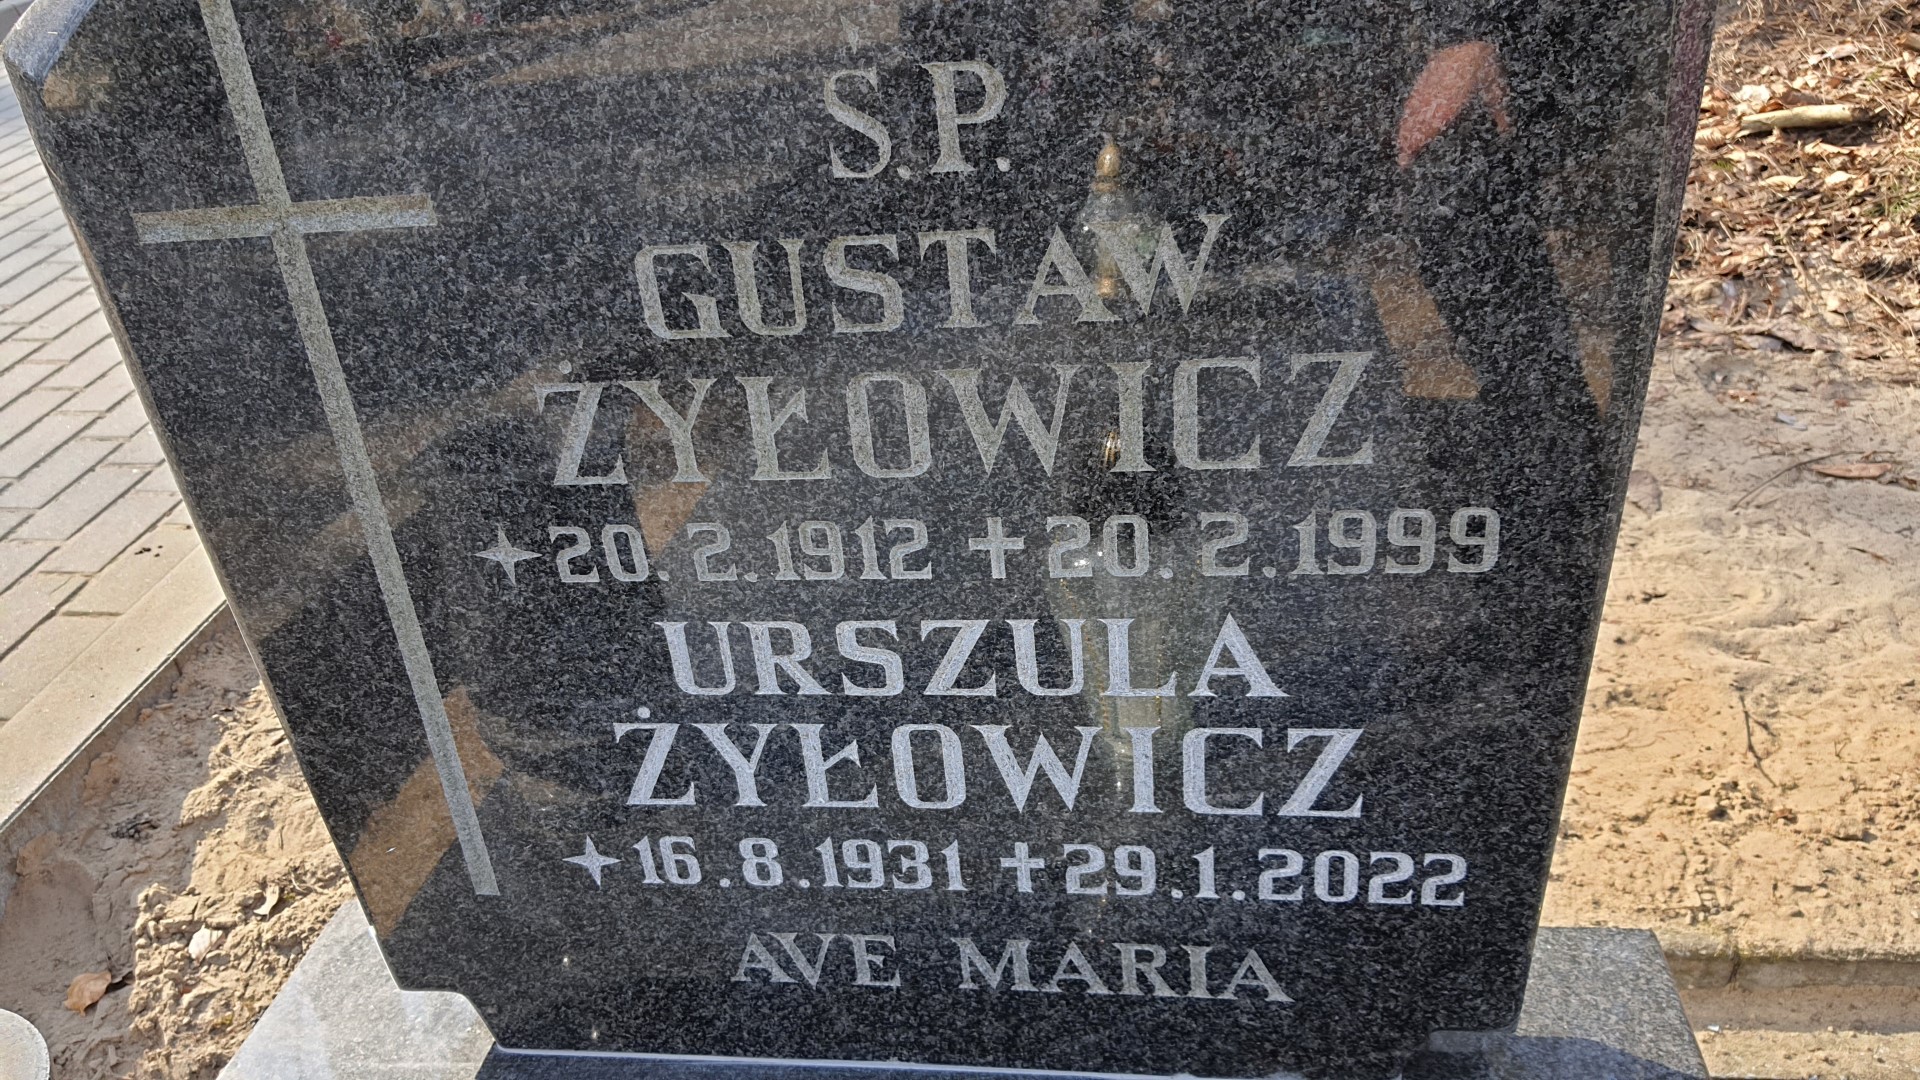 Ś.P.
GUSTAW
ŻYŁOWICZ
20.2.1912 ✝ 20.2.1999
URSZULA
ŻYŁOWICZ
16.8.1931 ✝ 29.1.2022
AVE MARIA